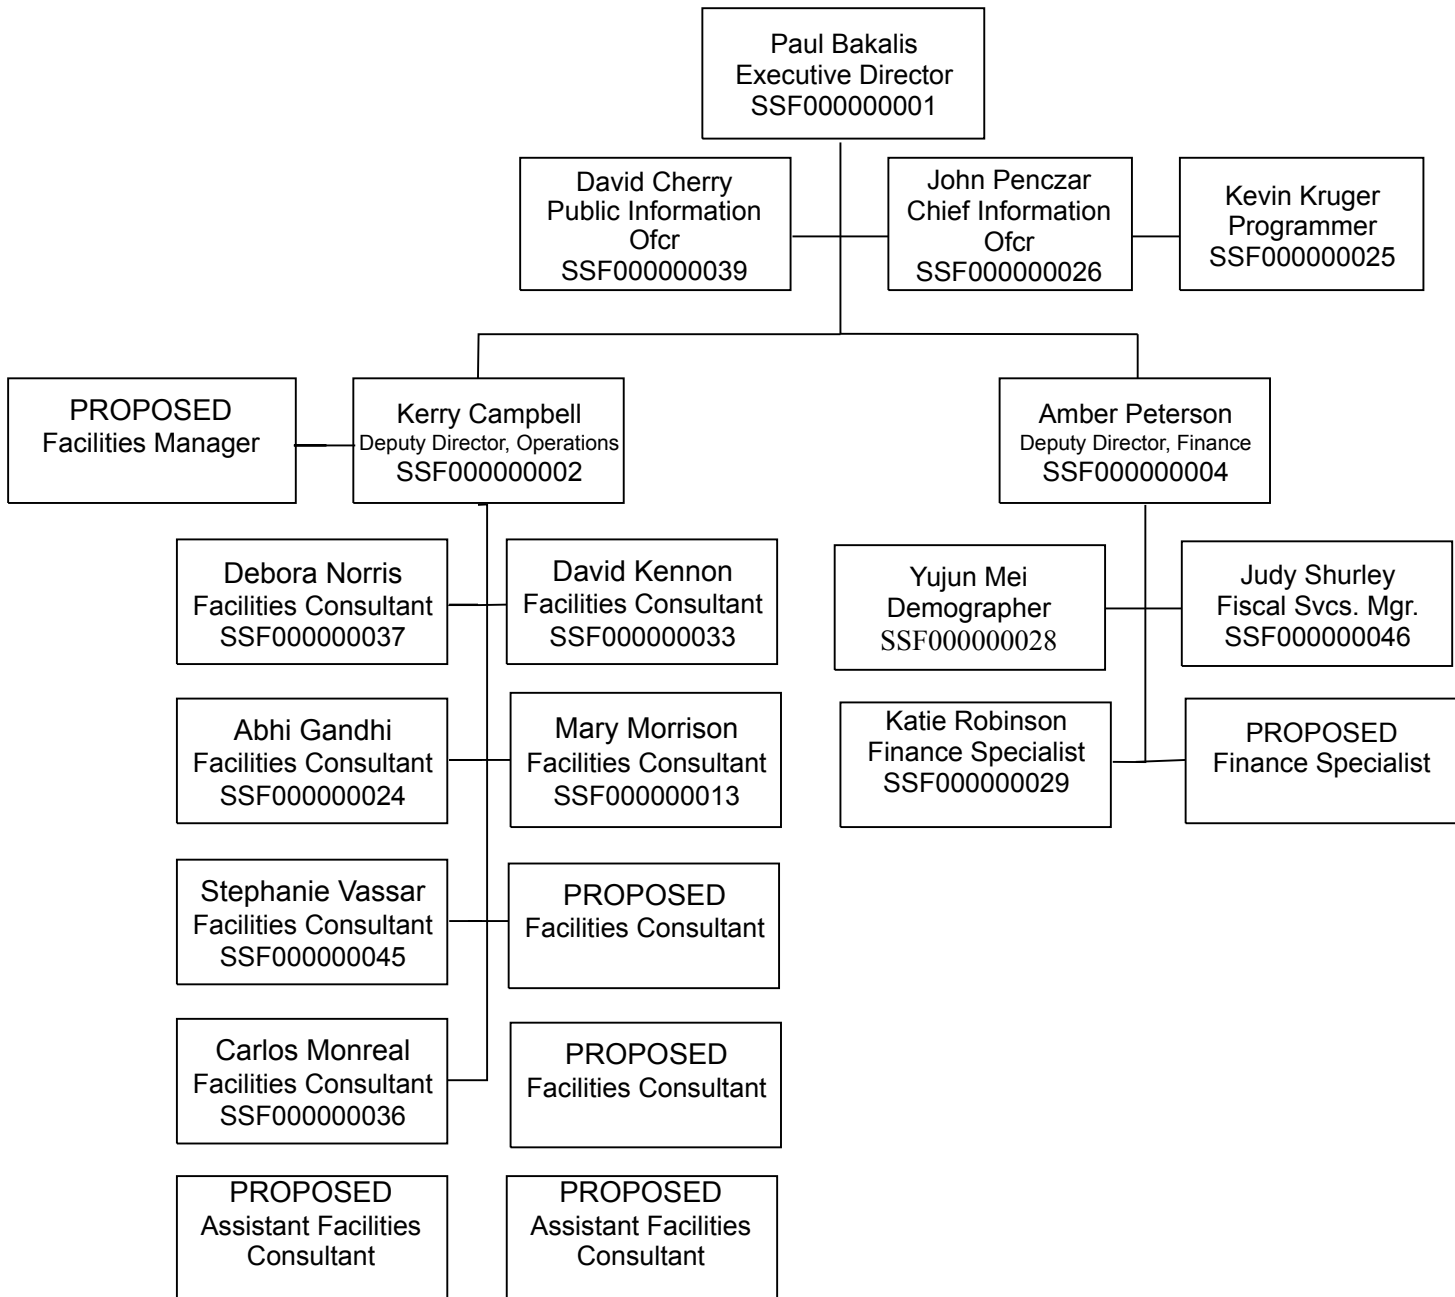 Paul Bakalis
Executive Director
SSF000000001
David Cherry
Public Information
Ofcr
SSF000000039
John Penczar
Chief Information
Ofcr
SSF000000026
Kevin Kruger
Programmer
SSF000000025
PROPOSED
Facilities Manager
Kerry Campbell
Deputy Director, Operations
SSF000000002
Amber Peterson
Deputy Director, Finance
SSF000000004
Debora Norris
Facilities Consultant
SSF000000037
David Kennon
Facilities Consultant
SSF000000033
Yujun Mei
Demographer
SSF000000028
Judy Shurley
Fiscal Svcs. Mgr.
SSF000000046
Abhi Gandhi
Facilities Consultant
SSF000000024
Mary Morrison
Facilities Consultant
SSF000000013
Katie Robinson
Finance Specialist
SSF000000029
PROPOSED
Finance Specialist
Stephanie Vassar
Facilities Consultant
SSF000000045
PROPOSED
Facilities Consultant
Carlos Monreal
Facilities Consultant
SSF000000036
PROPOSED
Facilities Consultant
PROPOSED
Assistant Facilities
Consultant
PROPOSED
Assistant Facilities
Consultant